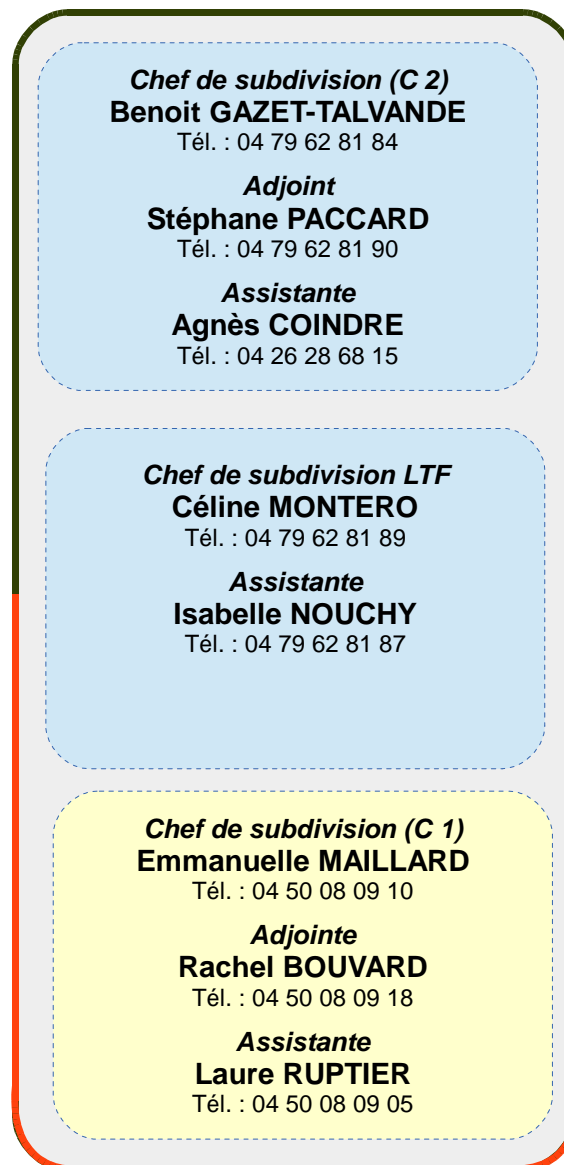 Chef de subdivision (C 2)
Benoit GAZET-TALVANDE
Tél. : 04 79 62 81 84
Adjoint
Stéphane PACCARD
Tél. : 04 79 62 81 90
Assistante
Agnès COINDRE
Tél. : 04 26 28 68 15
Chef de subdivision LTF
Céline MONTERO
Tél. : 04 79 62 81 89
Assistante
Isabelle NOUCHY
Tél. : 04 79 62 81 87
Chef de subdivision (C 1)
Emmanuelle MAILLARD
Tél. : 04 50 08 09 10
Adjointe
Rachel BOUVARD
Tél. : 04 50 08 09 18
Assistante
Laure RUPTIER
Tél. : 04 50 08 09 05